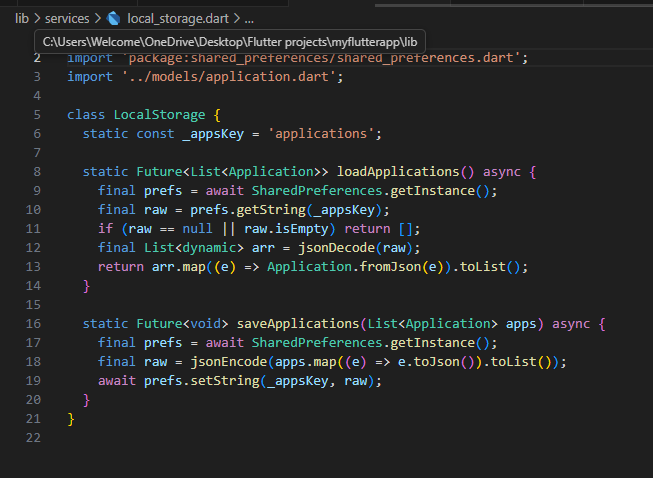 lib > services > local_storage.dart > ...
C:\Users\Welcome\OneDrive\Desktop\Flutter projects\myflutterapp\lib
2 import 'package:shared_preferences/shared_preferences.dart';
3 import '../models/application.dart';
4
5 class LocalStorage {
6   static const _appsKey = 'applications';
7
8   static Future<List<Application>> loadApplications() async {
9     final prefs = await SharedPreferences.getInstance();
10     final raw = prefs.getString(_appsKey);
11     if (raw == null || raw.isEmpty) return [];
12     final List<dynamic> arr = jsonDecode(raw);
13     return arr.map((e) => Application.fromJson(e)).toList();
14   }
15
16   static Future<void> saveApplications(List<Application> apps) async {
17     final prefs = await SharedPreferences.getInstance();
18     final raw = jsonEncode(apps.map((e) => e.toJson()).toList());
19     await prefs.setString(_appsKey, raw);
20   }
21 }
22